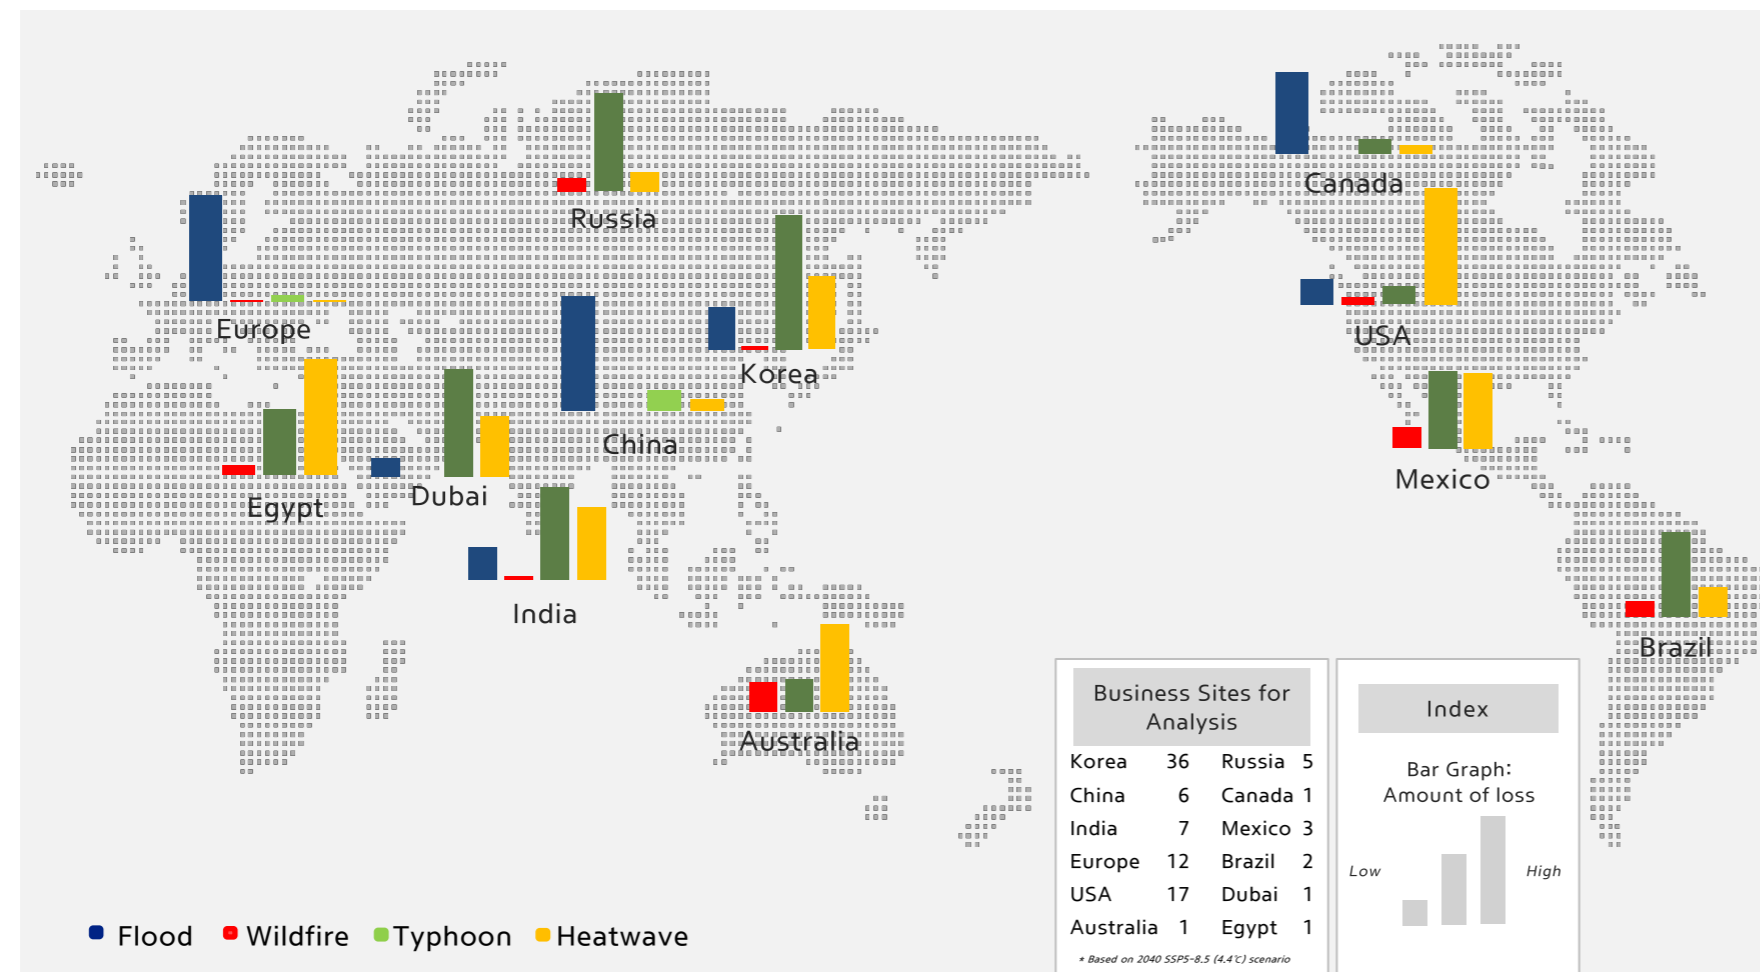 Canada
Russia
Europe
USA
Korea
China
Mexico
Dubai
Egypt
India
Brazil
Australia
Business Sites for
Analysis
Korea 36 Russia 5
China 6 Canada 1
India 7 Mexico 3
Europe 12 Brazil 2
USA 17 Dubai 1
Australia 1 Egypt 1
* Based on 2040 SSP5-8.5 (4.4℃) scenario
Index
Bar Graph:
Amount of loss
Low High
Flood Wildfire Typhoon Heatwave